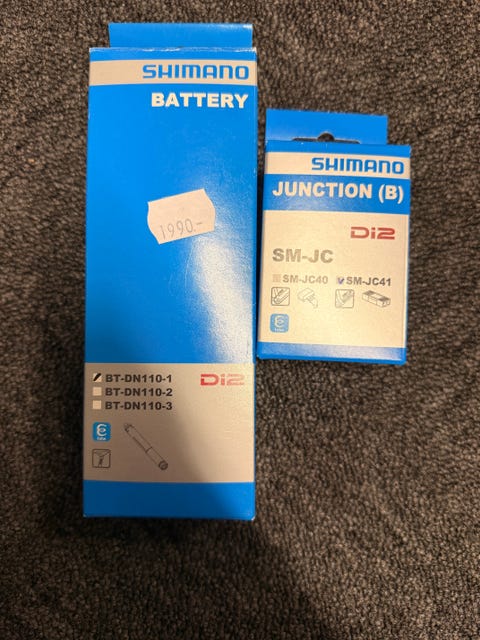 SHIMANO
BATTERY
1990.-
BT-DN110-1
Di2
BT-DN110-2
BT-DN110-3
SHIMANO
JUNCTION (B)
Di2
SM-JC
SM-JC40 SM-JC41